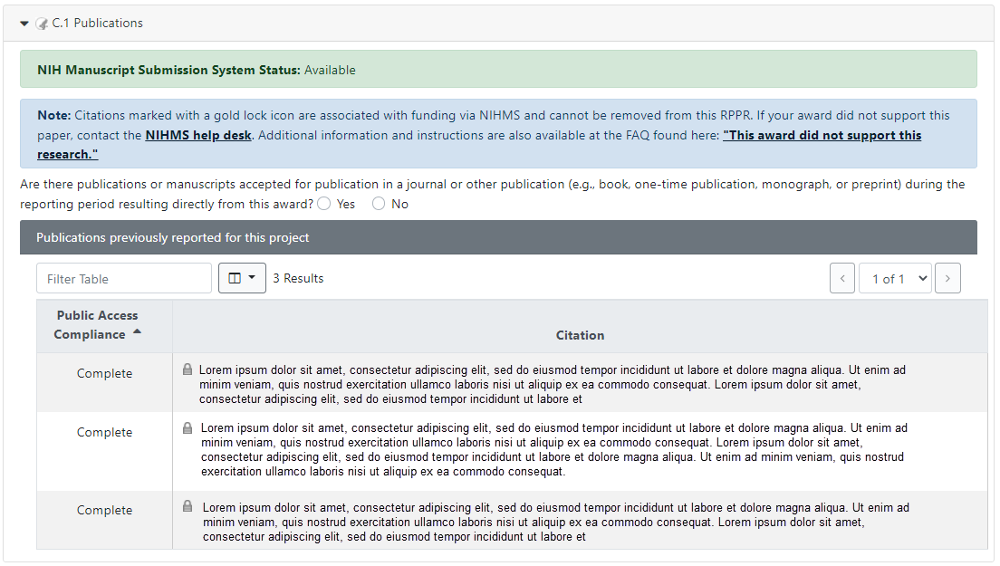 C.1 Publications
NIH Manuscript Submission System Status: Available
Note: Citations marked with a gold lock icon are associated with funding via NIHMS and cannot be removed from this RPPR. If your award did not support this
paper, contact the NIHMS help desk. Additional information and instructions are also available at the FAQ found here: "This award did not support this
research."
Are there publications or manuscripts accepted for publication in a journal or other publication (e.g., book, one-time publication, monograph, or preprint) during the
reporting period resulting directly from this award? Yes No
Publications previously reported for this project
Filter Table 3 Results 1 of 1
Public Access
Compliance
Citation
Complete
Lorem ipsum dolor sit amet, consectetur adipiscing elit, sed do eiusmod tempor incididunt ut labore et dolore magna aliqua. Ut enim ad
minim veniam, quis nostrud exercitation ullamco laboris nisi ut aliquip ex ea commodo consequat. Lorem ipsum dolor sit amet,
consectetur adipiscing elit, sed do eiusmod tempor incididunt ut labore et
Complete
Lorem ipsum dolor sit amet, consectetur adipiscing elit, sed do eiusmod tempor incididunt ut labore et dolore magna aliqua. Ut enim ad
minim veniam, quis nostrud exercitation ullamco laboris nisi ut aliquip ex ea commodo consequat. Lorem ipsum dolor sit amet,
consectetur adipiscing elit, sed do eiusmod tempor incididunt ut labore et dolore magna aliqua. Ut enim ad minim veniam, quis nostrud
exercitation ullamco laboris nisi ut aliquip ex ea commodo consequat.
Complete
Lorem ipsum dolor sit amet, consectetur adipiscing elit, sed do eiusmod tempor incididunt ut labore et dolore magna aliqua. Ut enim ad
minim veniam, quis nostrud exercitation ullamco laboris nisi ut aliquip ex ea commodo consequat. Lorem ipsum dolor sit amet,
consectetur adipiscing elit, sed do eiusmod tempor incididunt ut labore et